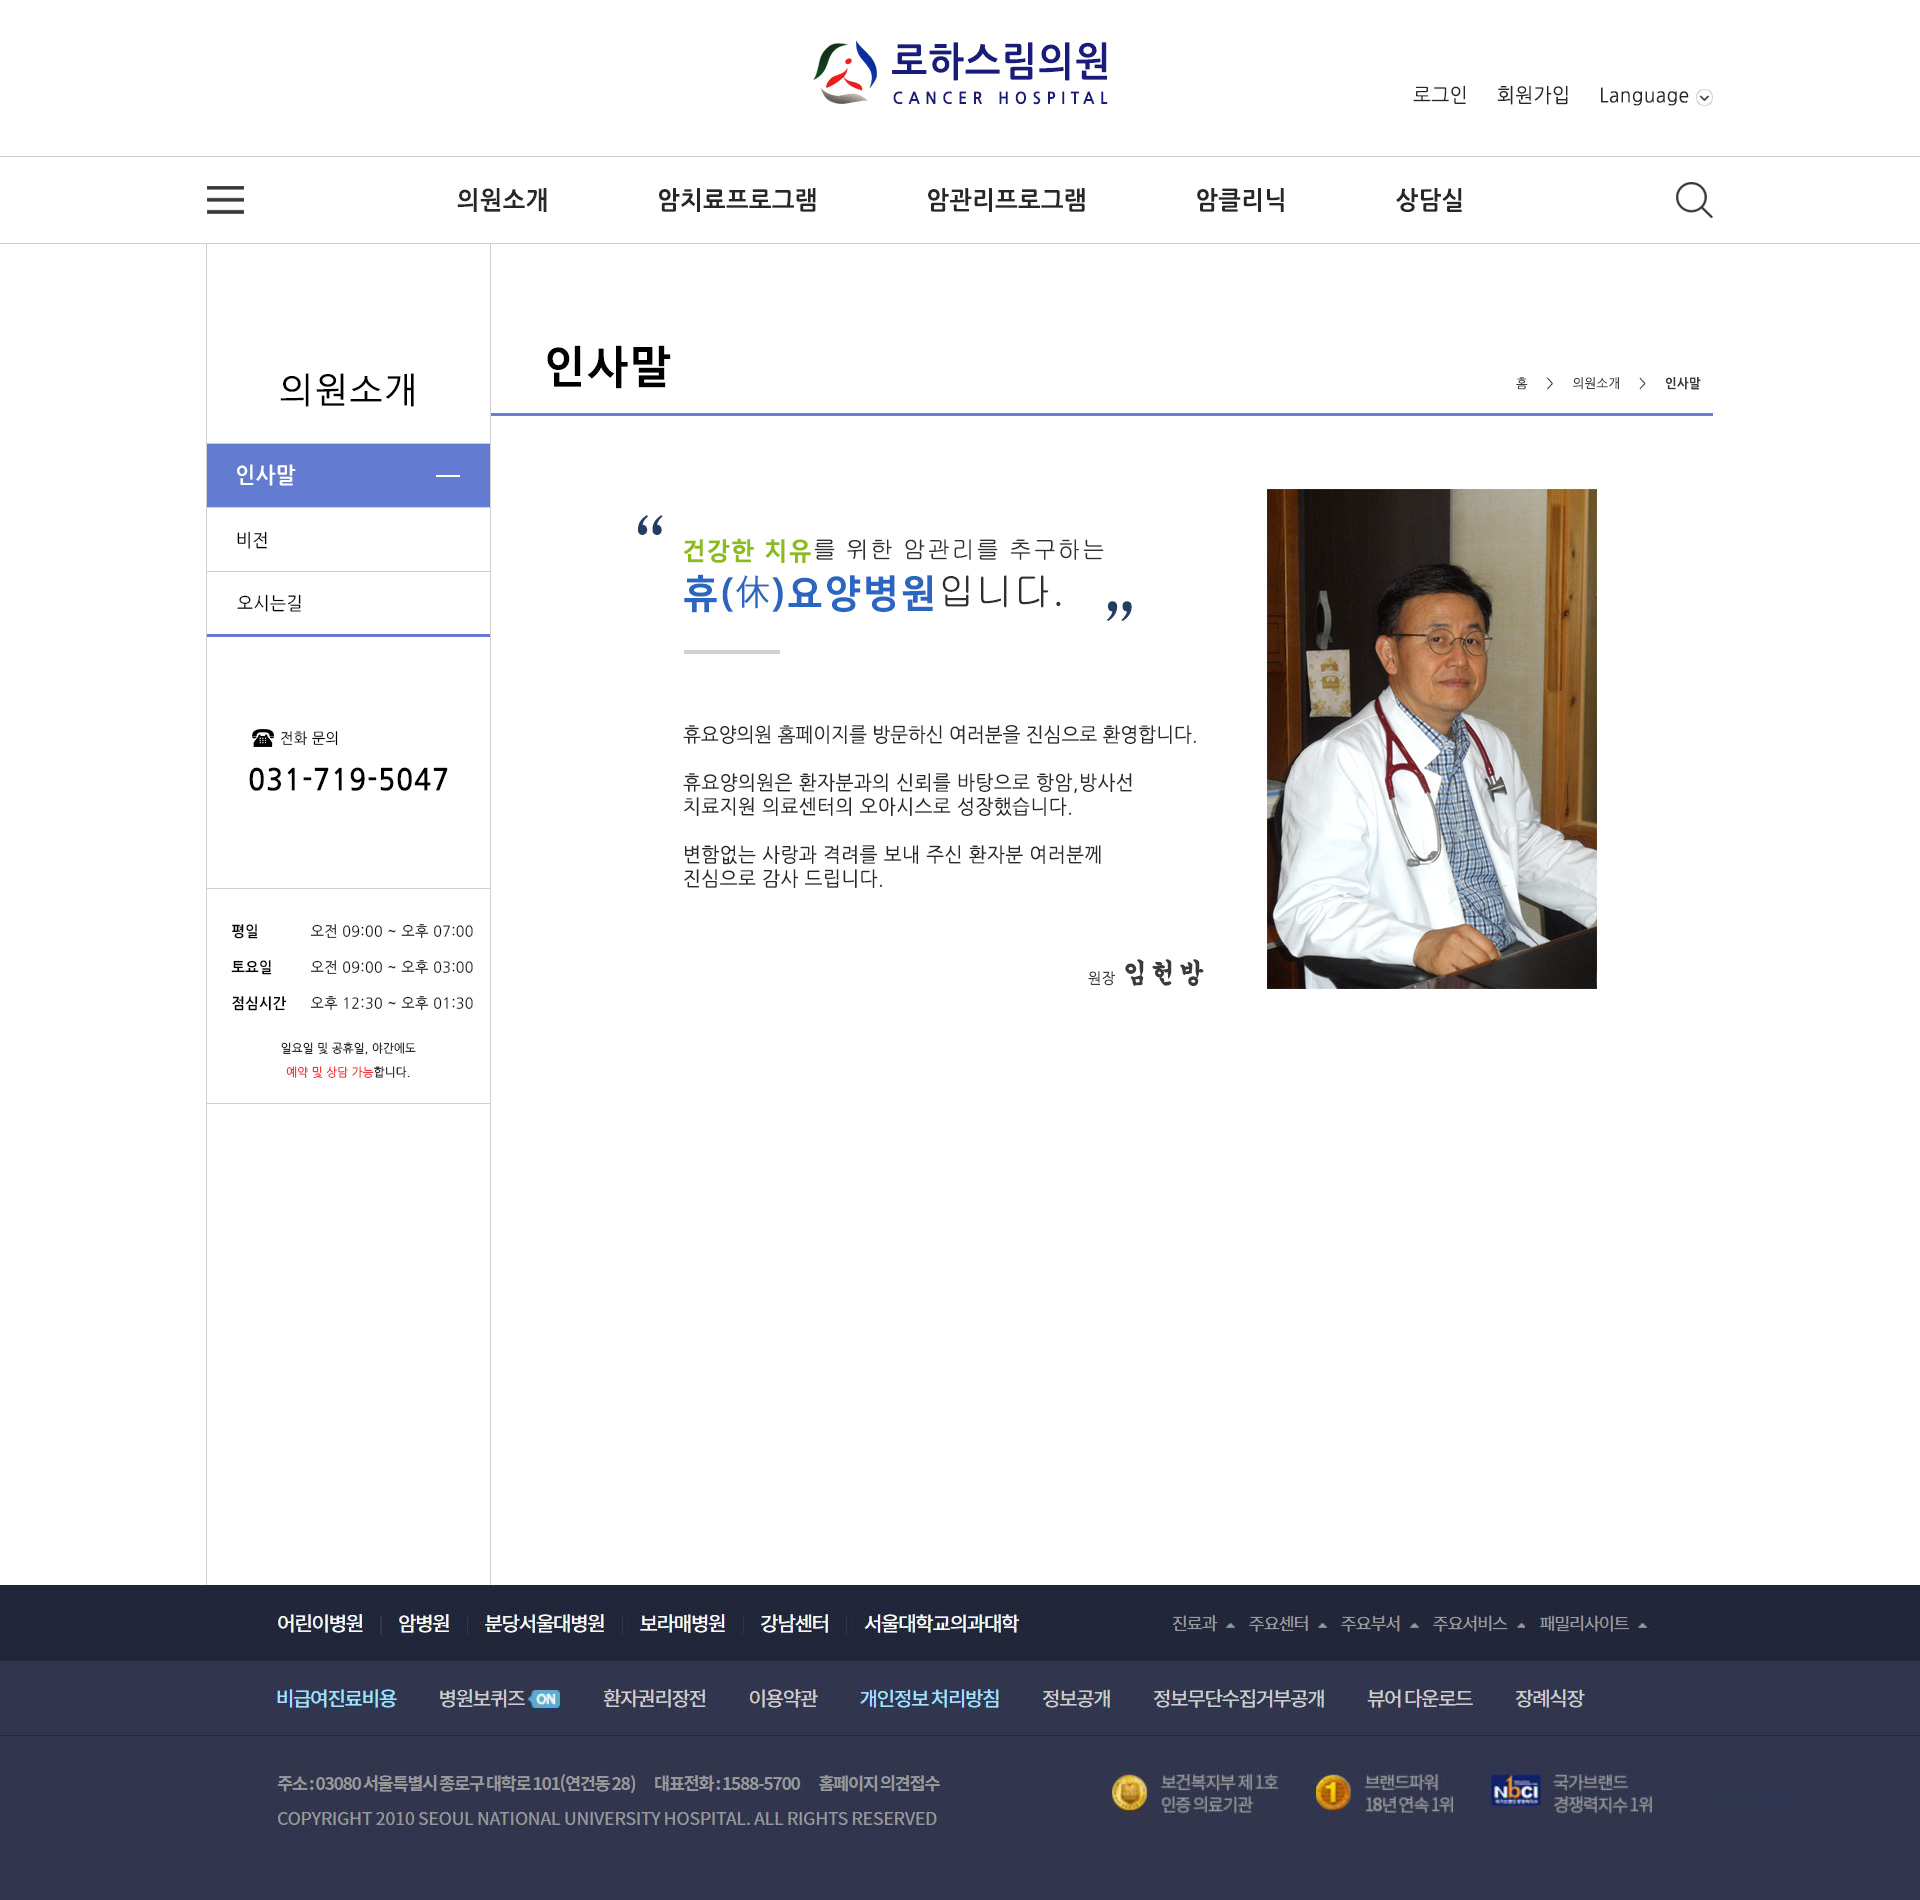 로하스림의원
CANCER HOSPITAL
로그인 회원가입 Language
의원소개 암치료프로그램 암관리프로그램 암클리닉 상담실
의원소개
인사말
비전
오시는길
전화 문의
031-719-5047
평일 오전 09:00 ~ 오후 07:00
토요일 오전 09:00 ~ 오후 03:00
점심시간 오후 12:30 ~ 오후 01:30
일요일 및 공휴일, 야간에도
예약 및 상담 가능합니다.
인사말
홈 > 의원소개 > 인사말
“ 건강한 치유를 위한 암관리를 추구하는
휴(休)요양병원입니다. ”
휴요양의원 홈페이지를 방문하신 여러분을 진심으로 환영합니다.
휴요양의원은 환자분과의 신뢰를 바탕으로 항암,방사선
치료지원 의료센터의 오아시스로 성장했습니다.
변함없는 사랑과 격려를 보내 주신 환자분 여러분께
진심으로 감사 드립니다.
원장 임헌방
어린이병원 암병원 분당서울대병원 보라매병원 강남센터 서울대학교의과대학
진료과 주요센터 주요부서 주요서비스 패밀리사이트
비급여진료비용 병원보퀴즈 ON 환자권리장전 이용약관 개인정보 처리방침 정보공개 정보무단수집거부공개 뷰어 다운로드 장례식장
주소 : 03080 서울특별시 종로구 대학로 101(연건동 28) 대표전화 : 1588-5700 홈페이지 의견접수
COPYRIGHT 2010 SEOUL NATIONAL UNIVERSITY HOSPITAL. ALL RIGHTS RESERVED
보건복지부 제 1호
인증 의료기관
1
브랜드파워
18년 연속 1위
NbCI
국가브랜드
경쟁력지수 1위